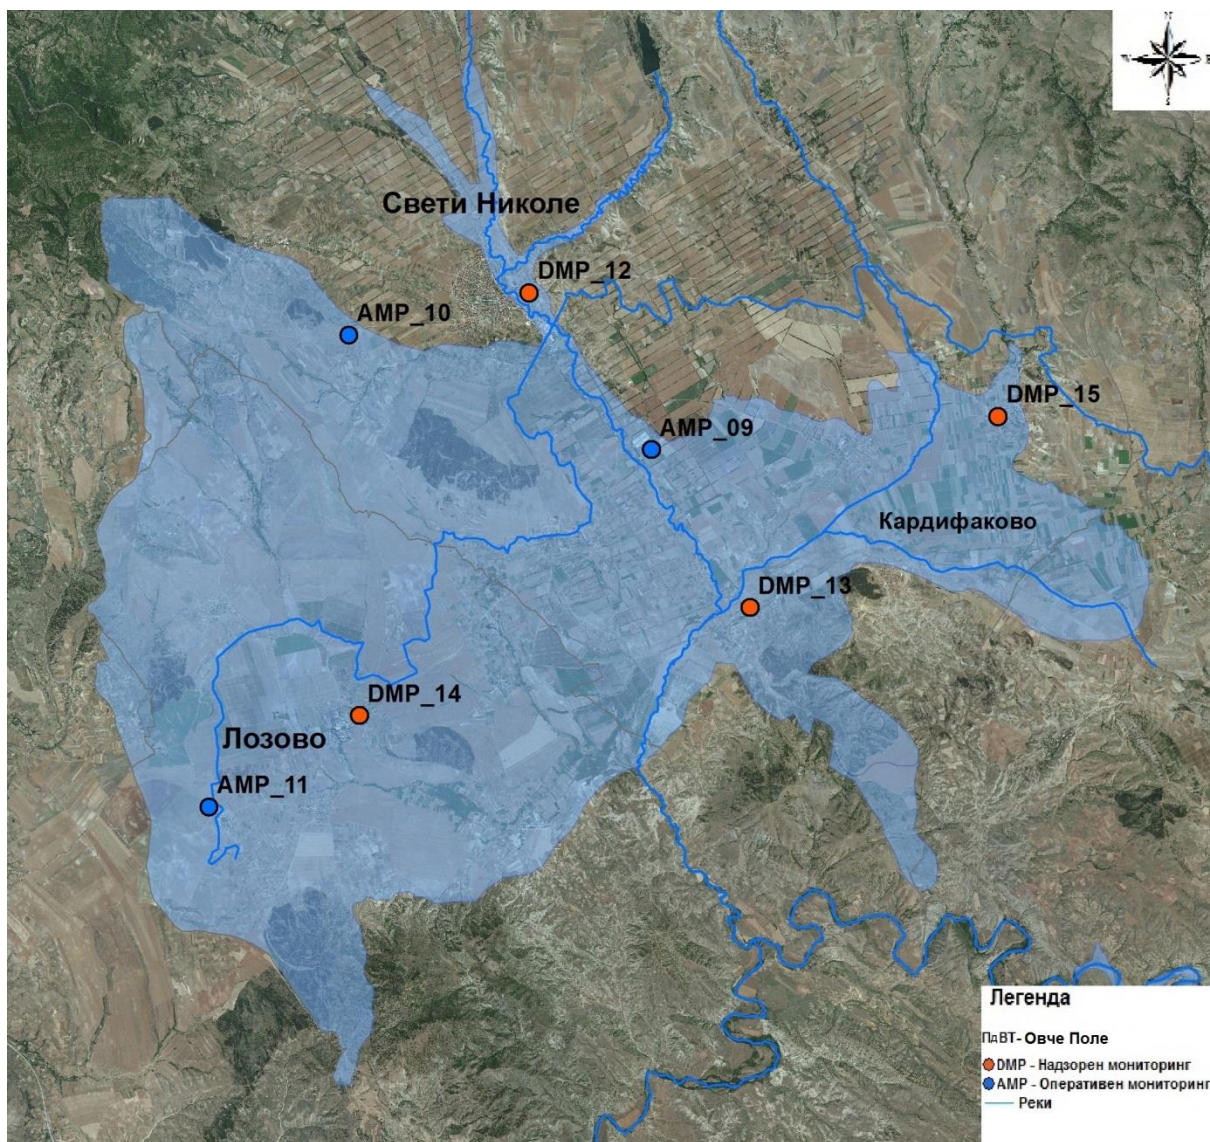 N
W
E
S
Свети Николе
DMP_12
AMP_10
DMP_15
AMP_09
Кардифаково
DMP_13
DMP_14
Лозово
AMP_11
Легенда
ПдВТ- Овче Поле
DMP - Надзорен мониторинг
AMP - Оперативен мониторинг
Реки